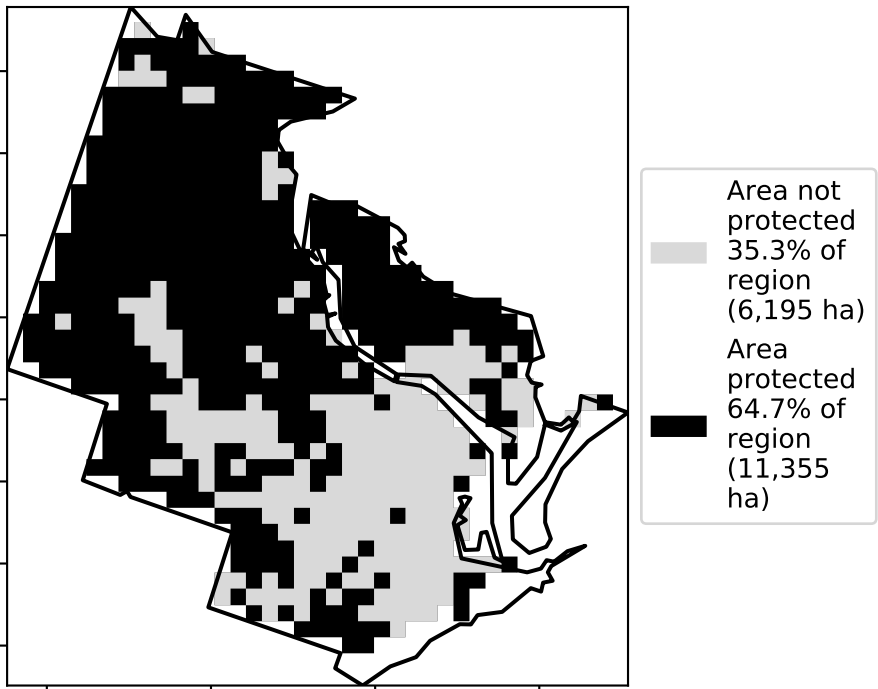 Area not
protected
35.3% of
region
(6,195 ha)
Area
protected
64.7% of
region
(11,355
ha)